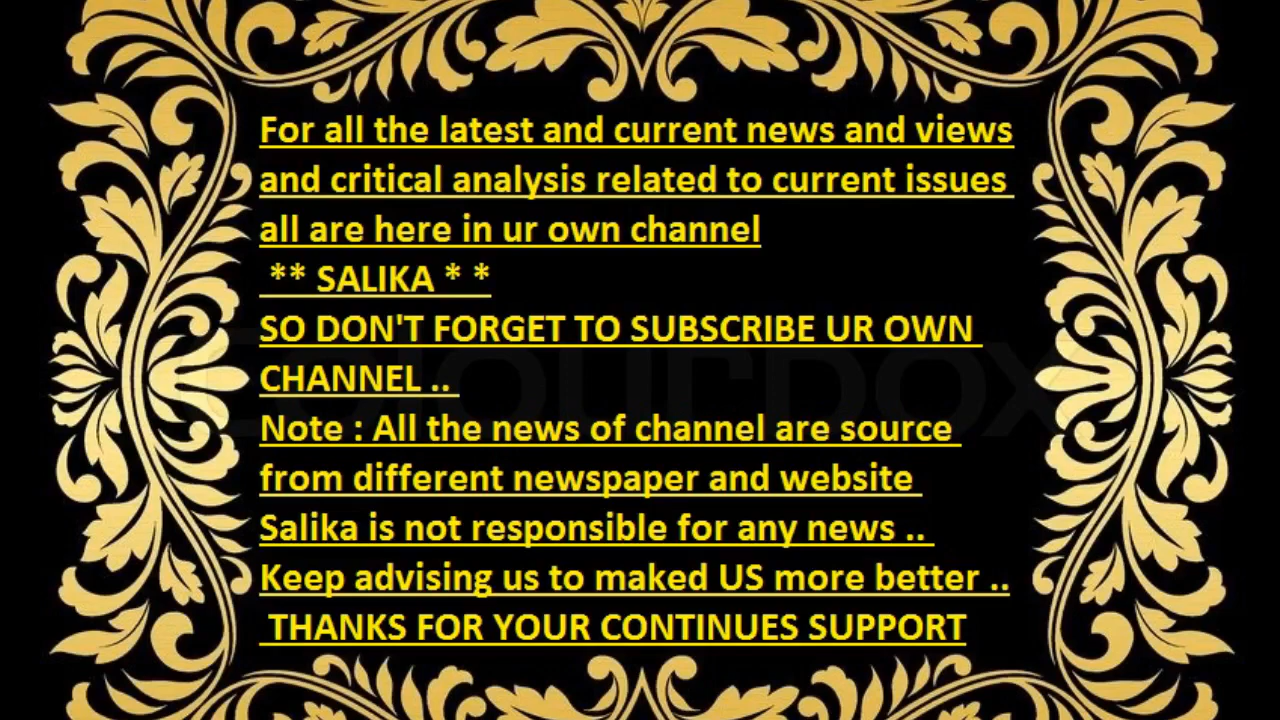 For all the latest and current news and views
and critical analysis related to current issues
all are here in ur own channel
** SALIKA * *
SO DON'T FORGET TO SUBSCRIBE UR OWN
CHANNEL ..
Note : All the news of channel are source
from different newspaper and website
Salika is not responsible for any news ..
Keep advising us to maked US more better ..
THANKS FOR YOUR CONTINUES SUPPORT
colourbox